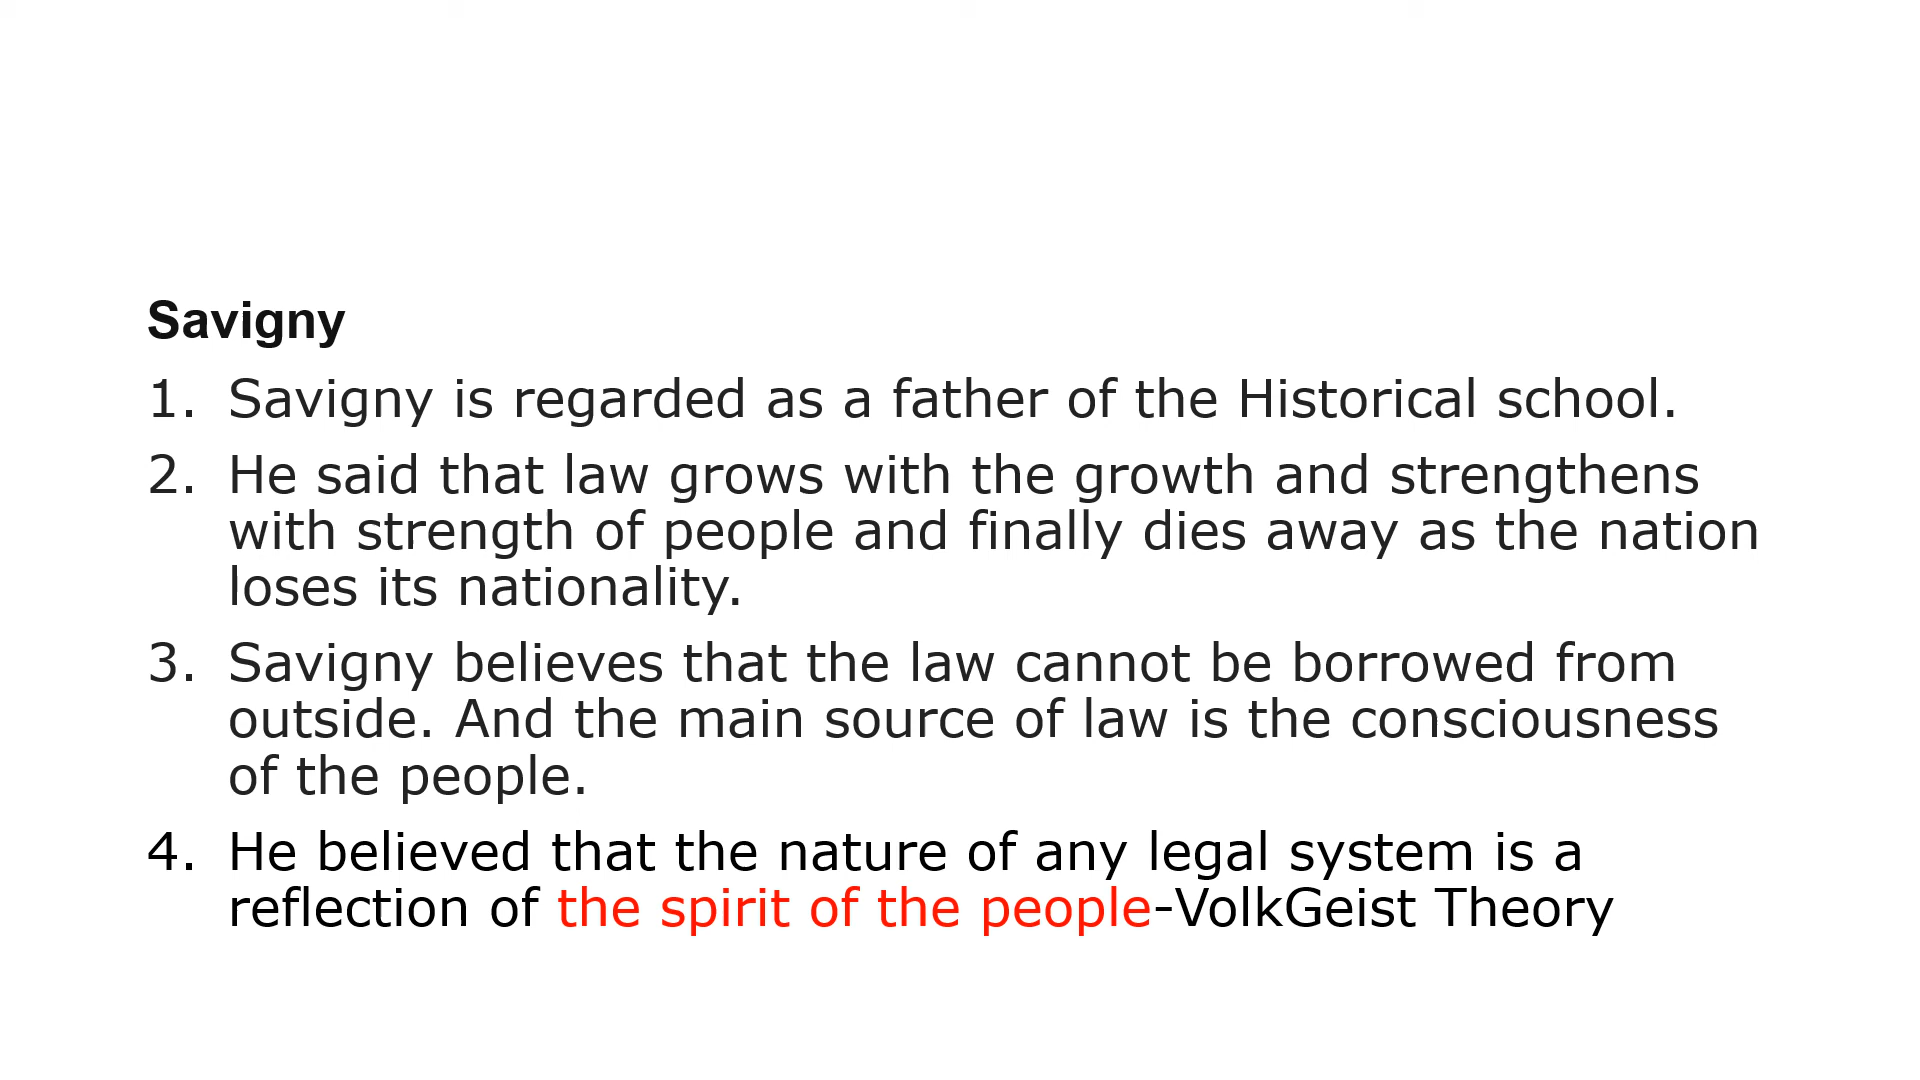 Savigny
1. Savigny is regarded as a father of the Historical school.
2. He said that law grows with the growth and strengthens
with strength of people and finally dies away as the nation
loses its nationality.
3. Savigny believes that the law cannot be borrowed from
outside. And the main source of law is the consciousness
of the people.
4. He believed that the nature of any legal system is a
reflection of the spirit of the people-VolkGeist Theory